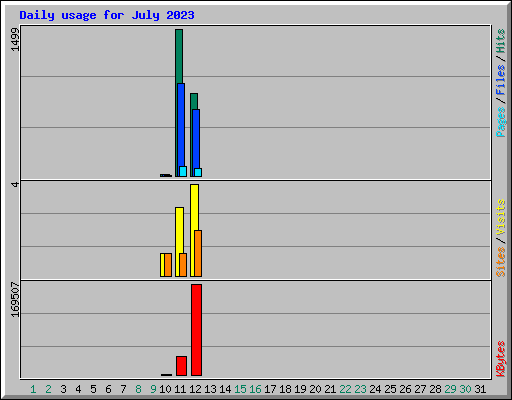 Daily usage for July 2023
1499
Pages / Files / Hits
4
Sites / Visits
169507
KBytes
1 2 3 4 5 6 7 8 9 10 11 12 13 14 15 16 17 18 19 20 21 22 23 24 25 26 27 28 29 30 31